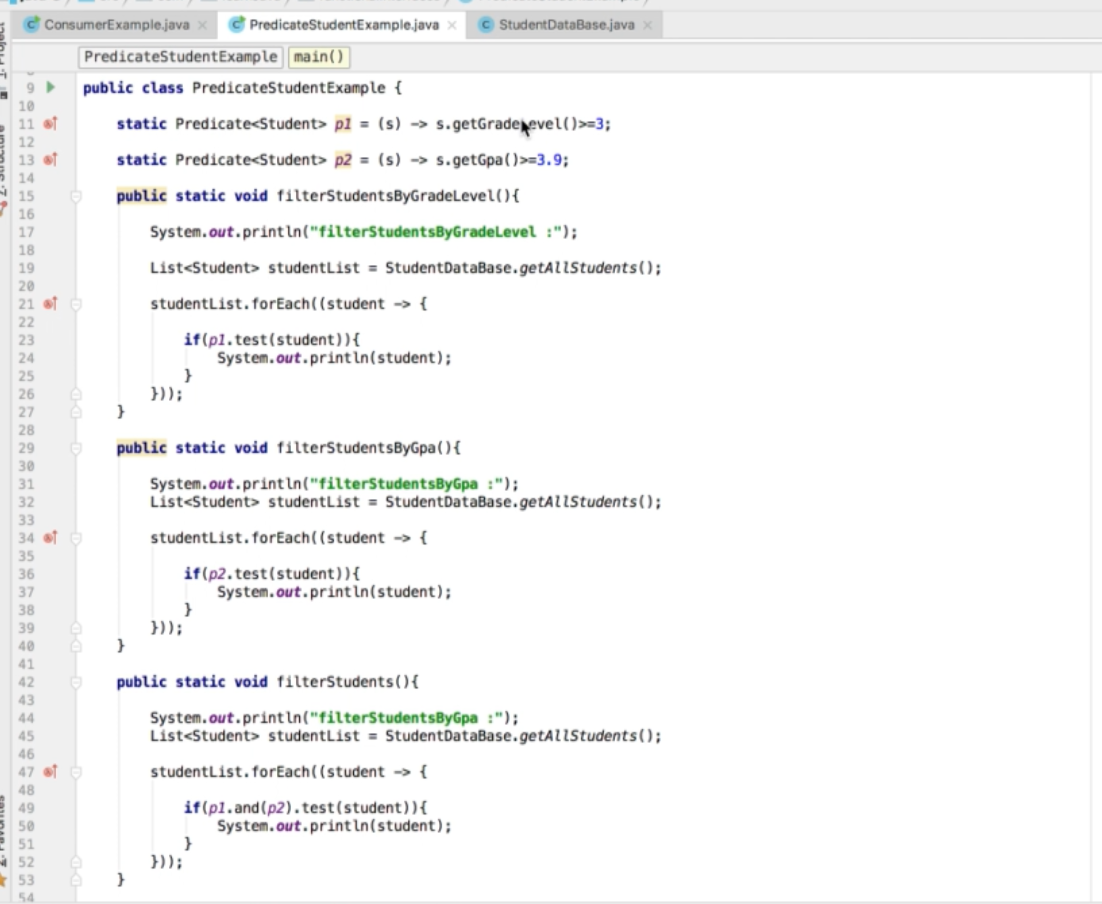 ConsumerExample.java PredicateStudentExample.java StudentDataBase.java
PredicateStudentExample main()
9 public class PredicateStudentExample {
10
11 static Predicate<Student> p1 = (s) -> s.getGradeLevel()>=3;
12
13 static Predicate<Student> p2 = (s) -> s.getGpa()>=3.9;
14
15 public static void filterStudentsByGradeLevel(){
16
17 System.out.println("filterStudentsByGradeLevel :");
18
19 List<Student> studentList = StudentDataBase.getAllStudents();
20
21 studentList.forEach((student -> {
22
23 if(p1.test(student)){
24 System.out.println(student);
25 }
26 }));
27 }
28
29 public static void filterStudentsByGpa(){
30
31 System.out.println("filterStudentsByGpa :");
32 List<Student> studentList = StudentDataBase.getAllStudents();
33
34 studentList.forEach((student -> {
35
36 if(p2.test(student)){
37 System.out.println(student);
38 }
39 }));
40 }
41
42 public static void filterStudents(){
43
44 System.out.println("filterStudentsByGpa :");
45 List<Student> studentList = StudentDataBase.getAllStudents();
46
47 studentList.forEach((student -> {
48
49 if(p1.and(p2).test(student)){
50 System.out.println(student);
51 }
52 }));
53 }
54